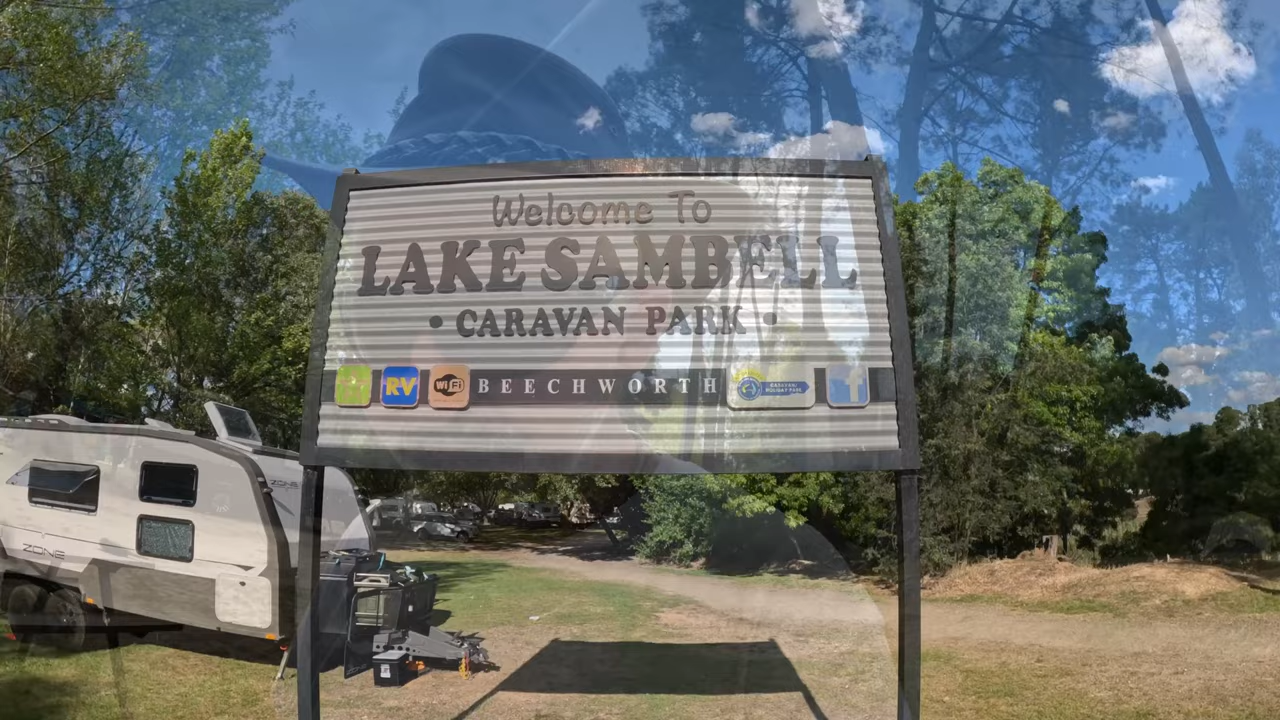 Welcome To
LAKE SAMBELL
• CARAVAN PARK •
RV WiFi BEECHWORTH f
ZONE
ZONE